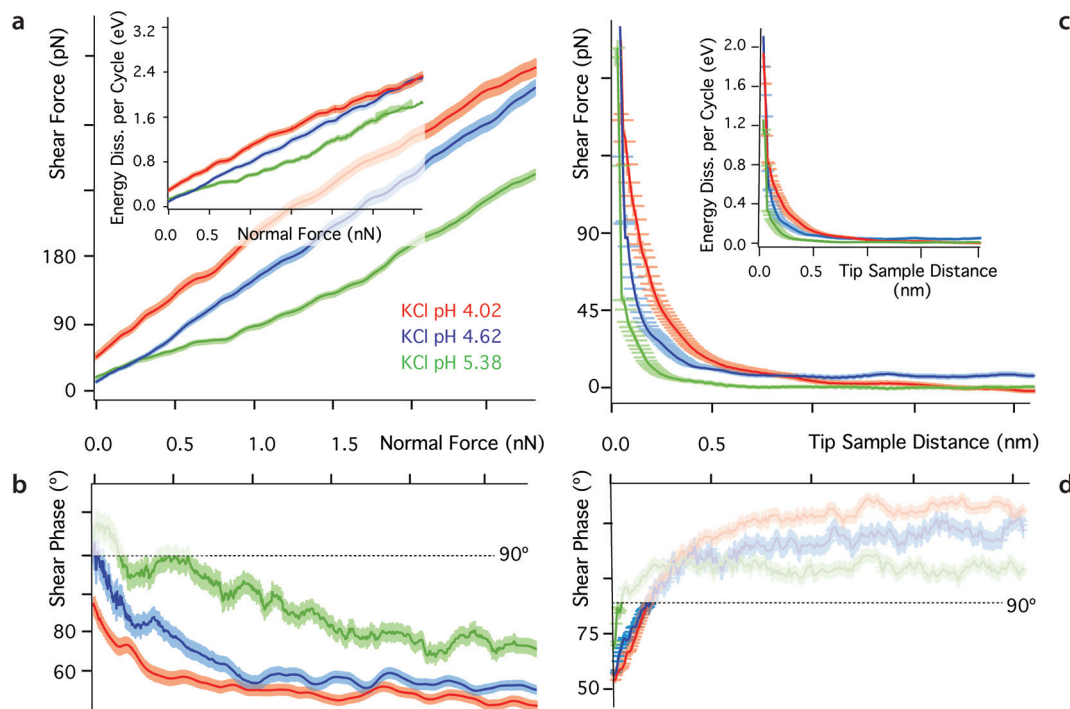 a
Shear Force (pN)
180
90
0
Energy Diss. per Cycle (eV)
3.2
2.4
1.6
0.8
0.0
0.0 0.5
Normal Force (nN)
KCl pH 4.02
KCl pH 4.62
KCl pH 5.38
0.0 0.5 1.0 1.5 Normal Force (nN)
c
Shear Force (pN)
90
45
0
Energy Diss. per Cycle (eV)
2.0
1.6
1.2
0.8
0.4
0.0
0.0 0.5
Tip Sample Distance
(nm)
0.0 0.5 Tip Sample Distance (nm)
b
Shear Phase (°)
90°
80
60
d
Shear Phase (°)
90°
75
50